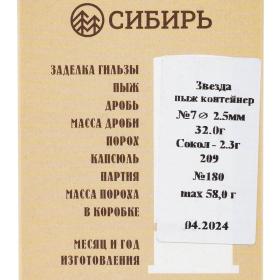 СИБИРЬ
ЗАДЕЛКА ГИЛЬЗЫ Звезда
ПЫЖ пыж контейнер
ДРОБЬ №7 ⌀ 2.5мм
МАССА ДРОБИ 32.0г
ПОРОХ Сокол - 2.3г
КАПСЮЛЬ 209
ПАРТИЯ №180
МАССА ПОРОХА
В КОРОБКЕ max 58,0 г
МЕСЯЦ И ГОД
ИЗГОТОВЛЕНИЯ 04.2024